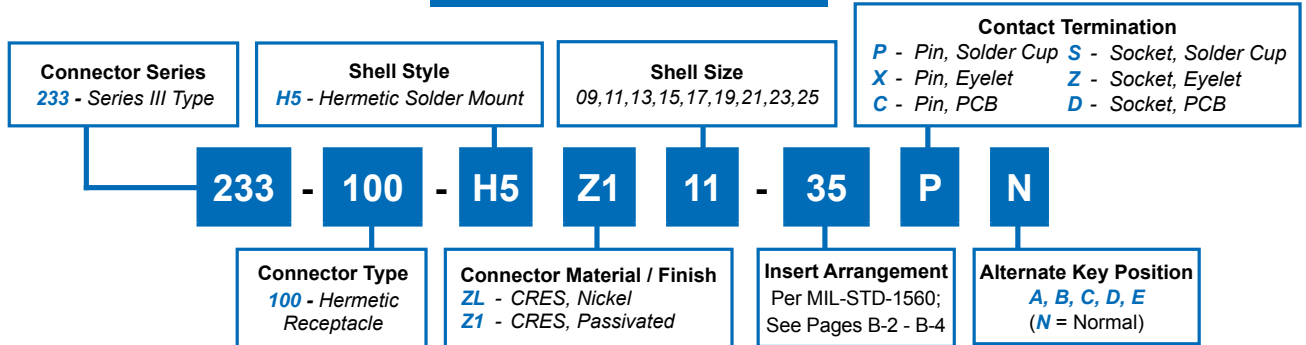 Contact Termination
P - Pin, Solder Cup S - Socket, Solder Cup
X - Pin, Eyelet Z - Socket, Eyelet
C - Pin, PCB D - Socket, PCB
Connector Series
233 - Series III Type
Shell Style
H5 - Hermetic Solder Mount
Shell Size
09,11,13,15,17,19,21,23,25
233 - 100 - H5 Z1 11 - 35 P N
Connector Type
100 - Hermetic
Receptacle
Connector Material / Finish
ZL - CRES, Nickel
Z1 - CRES, Passivated
Insert Arrangement
Per MIL-STD-1560;
See Pages B-2 - B-4
Alternate Key Position
A, B, C, D, E
(N = Normal)